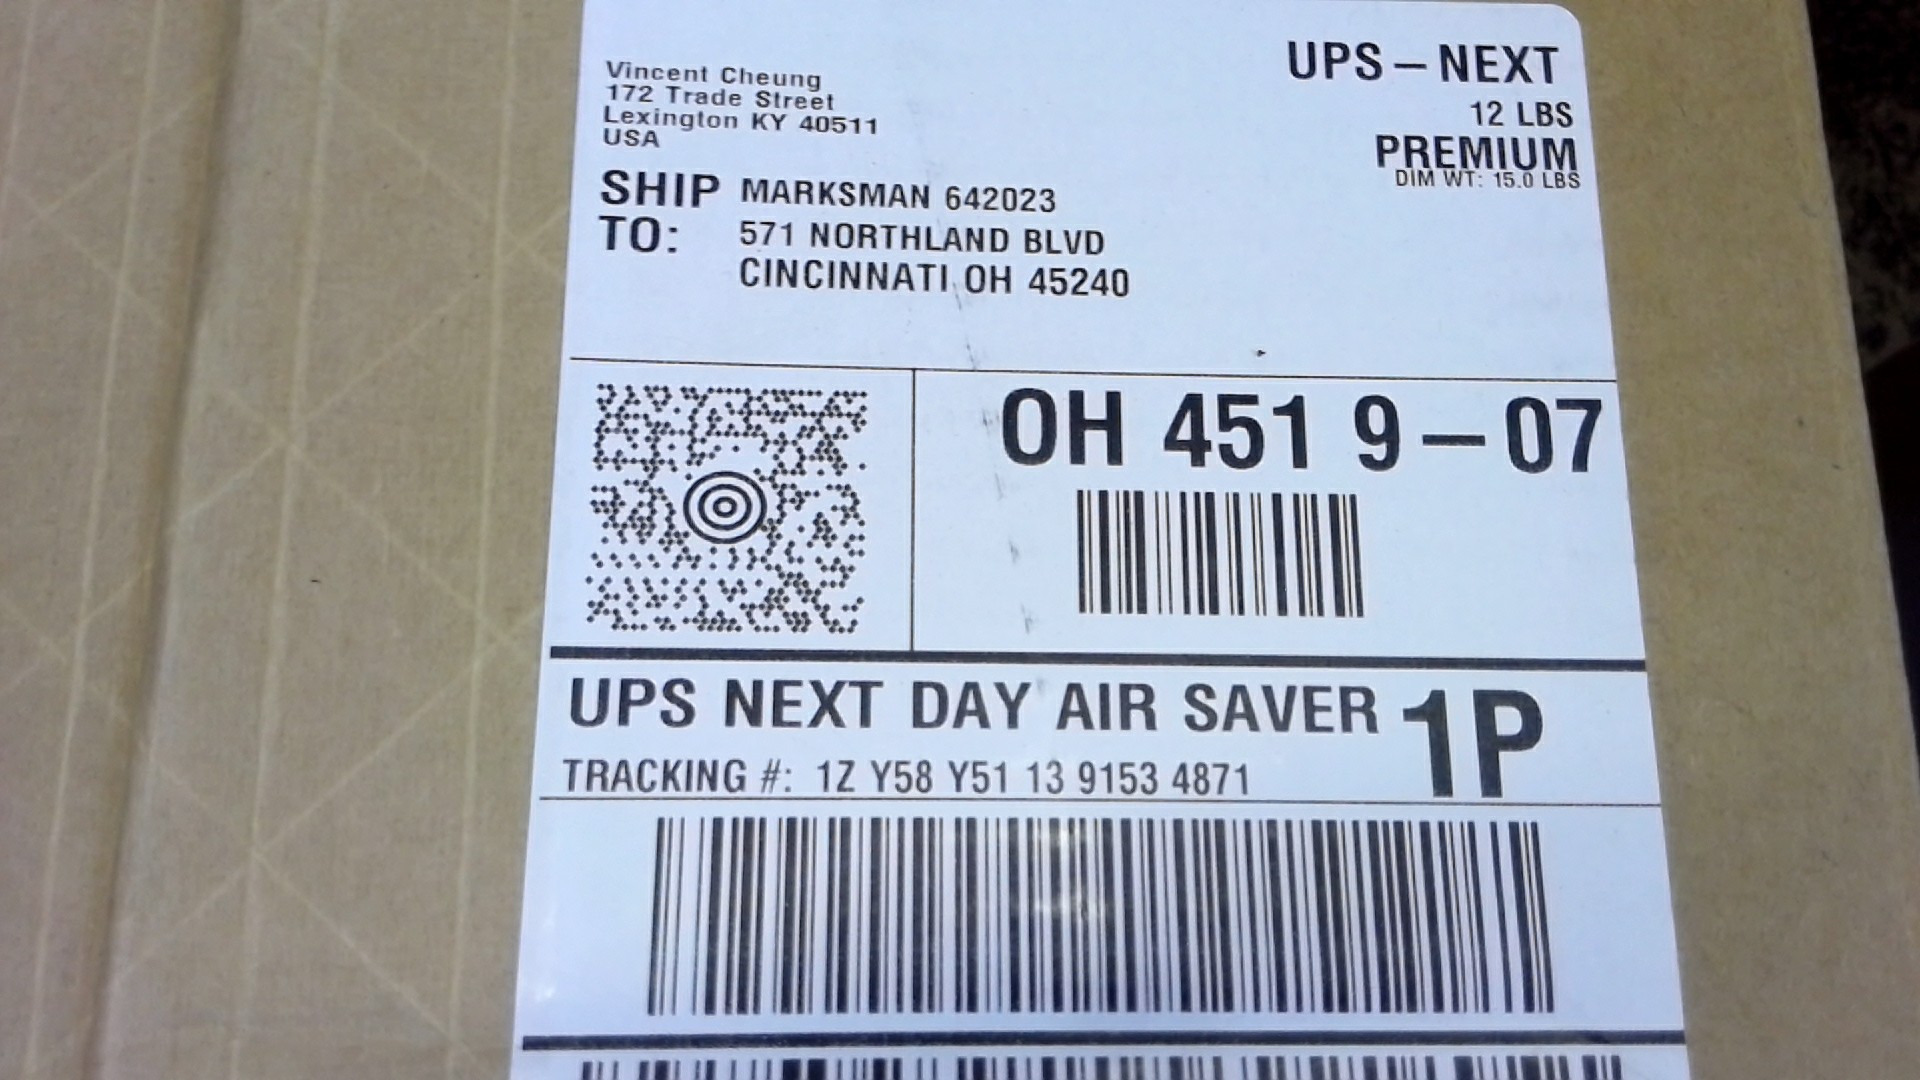 Vincent Cheung
172 Trade Street
Lexington KY 40511
USA
UPS – NEXT
12 LBS
PREMIUM
DIM WT: 15.0 LBS
SHIP TO:
MARKSMAN 642023
571 NORTHLAND BLVD
CINCINNATI OH 45240
OH 451 9 – 07
UPS NEXT DAY AIR SAVER
1P
TRACKING #: 1Z Y58 Y51 13 9153 4871